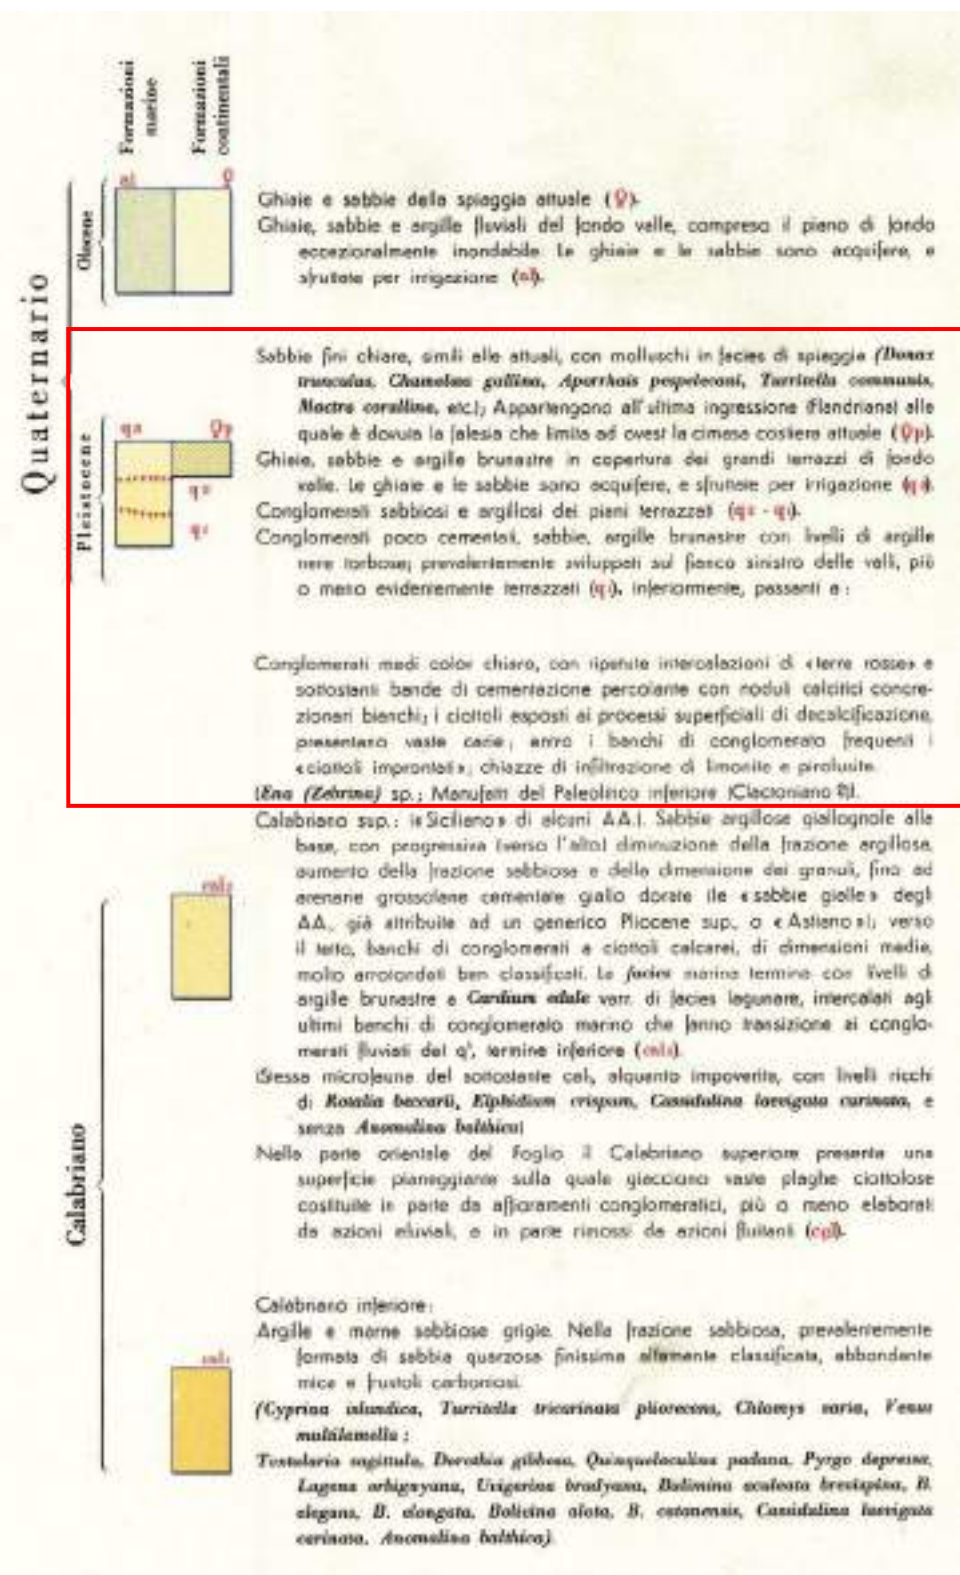 Formazioni marine
Formazioni continentali
Quaternario
Olocene
al
Ghiaie e sabbie della spiaggia attuale
Ghiaie, sabbie e argille fluviali del fondo valle, compreso il piano di fondo
eccezionalmente inondabile. Le ghiaie e le sabbie sono acquifere, e
sfruttate per irrigazione (al).
Pleistocene
Sabbie fini chiare, simili alle attuali, con molluschi in facies di spiaggia (Donax
trunculus, Chamelea gallina, Aporrhais pespelecani, Turritella communis,
Mactra corallina, etc.); Appartengono all'ultima ingressione (Flandriana) alla
quale è dovuta la falesia che limita ad ovest la cimosa costiera attuale (Qp).
Ghiaie, sabbie e argille brunastre in copertura dei grandi terrazzi di fondo
valle. Le ghiaie e le sabbie sono acquifere, e sfruttate per irrigazione
Conglomerati sabbiosi e argillosi dei piani terrazzati
Conglomerati poco cementati, sabbie, argille brunastre con livelli di argille
nere torbose; prevalentemente sviluppati sul fianco sinistro delle valli, più
o meno evidentemente terrazzati inferiormente, passanti a :
Conglomerati medi color chiaro, con ripetute intercalazioni di «terre rosse» e
sottostanti bande di cementazione percolante con noduli calcitici concre-
zionari bianchi; i ciottoli esposti ai processi superficiali di decalcificazione,
presentano vaste carie; entro i banchi di conglomerato frequenti i
«ciottoli improntati»; chiazze di infiltrazione di limonite e pirolusite.
(Ena (Zebrina) sp.; Manufatti del Paleolitico inferiore (Clactoniano ?)).
Calabriano
Calabriano sup.: («Siciliano» di alcuni AA.). Sabbie argillose giallognole alla
base, con progressiva (verso l'alto) diminuzione della frazione argillosa,
aumento della frazione sabbiosa e della dimensione dei granuli, fino ad
arenarie grossolane cementate giallo dorate (le «sabbie gialle» degli
AA., già attribuite ad un generico Pliocene sup. o «Astiano»); verso
il tetto, banchi di conglomerati a ciottoli calcarei, di dimensioni medie,
molto arrotondati ben classificati. La facies marina termina con livelli di
argille brunastre a Cardium edule varr. di facies lagunare, intercalati agli
ultimi banchi di conglomerato marino che fanno transizione ai conglo-
merati fluviali del q¹, termine inferiore (cal₂).
(Stessa microfauna del sottostante cal₁ alquanto impoverita, con livelli ricchi
di Rotalia beccarii, Elphidium crispum, Cassidulina laevigata carinata, e
senza Anomalina balthica)
Nella parte orientale del Foglio il Calabriano superiore presenta una
superficie pianeggiante sulla quale giacciono vaste plaghe ciottolose
costituite in parte da affioramenti conglomeratici, più o meno elaborati
da azioni eluviali, e in parte rimossi da azioni fluitanti (cgl).
Calabriano inferiore:
Argille e marne sabbiose grigie. Nella frazione sabbiosa, prevalentemente
formata di sabbia quarzosa finissima altamente classificata, abbondante
mica e frustoli carboniosi.
(Cyprina islandica, Turritella tricarinata pliorecens, Chlamys varia, Venus
multilamella ;
Textularia sagittula, Dorothia gibbosa, Quinqueloculina padana, Pyrgo depressa,
Lagena orbignyana, Uvigerina bradyana, Bulimina aculeata brevispina, B.
elegans, B. elongata, Bolivina alata, B. catanensis, Cassidulina laevigata
carinata, Anomalina balthica).